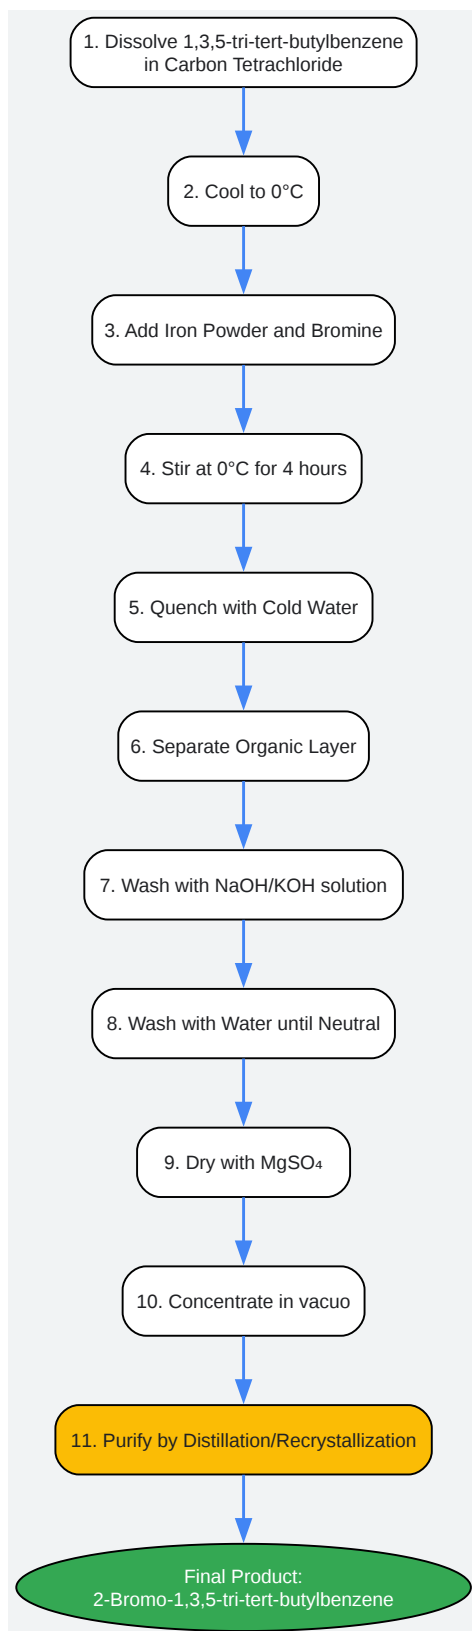 1. Dissolve 1,3,5-tri-tert-butylbenzene
in Carbon Tetrachloride
2. Cool to 0°C
3. Add Iron Powder and Bromine
4. Stir at 0°C for 4 hours
5. Quench with Cold Water
6. Separate Organic Layer
7. Wash with NaOH/KOH solution
8. Wash with Water until Neutral
9. Dry with MgSO₄
10. Concentrate in vacuo
11. Purify by Distillation/Recrystallization
Final Product:
2-Bromo-1,3,5-tri-tert-butylbenzene